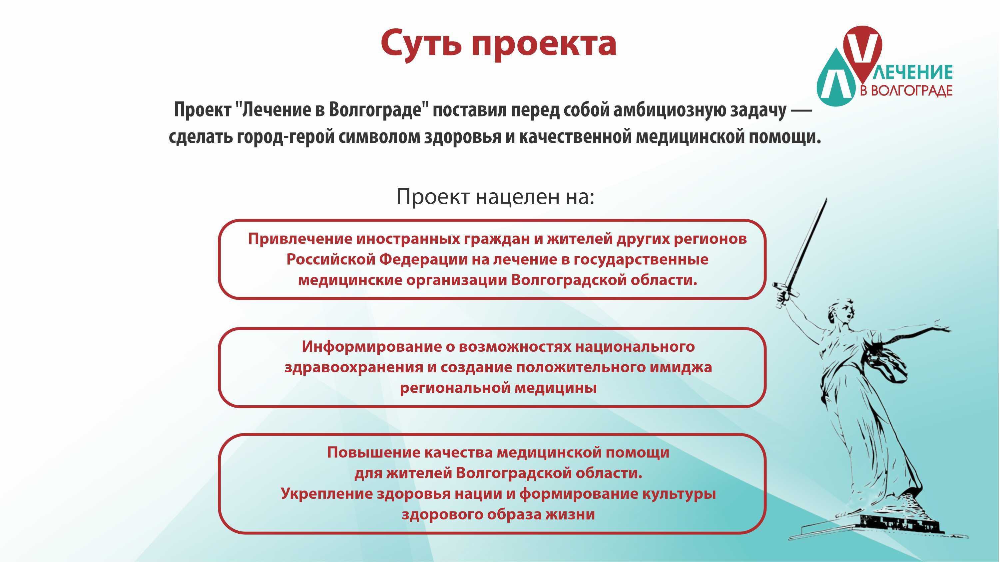 Суть проекта
V
Л
ЛЕЧЕНИЕ
В ВОЛГОГРАДЕ
Проект "Лечение в Волгограде" поставил перед собой амбициозную задачу —
сделать город-герой символом здоровья и качественной медицинской помощи.
Проект нацелен на:
Привлечение иностранных граждан и жителей других регионов
Российской Федерации на лечение в государственные
медицинские организации Волгоградской области.
Информирование о возможностях национального
здравоохранения и создание положительного имиджа
региональной медицины
Повышение качества медицинской помощи
для жителей Волгоградской области.
Укрепление здоровья нации и формирование культуры
здорового образа жизни